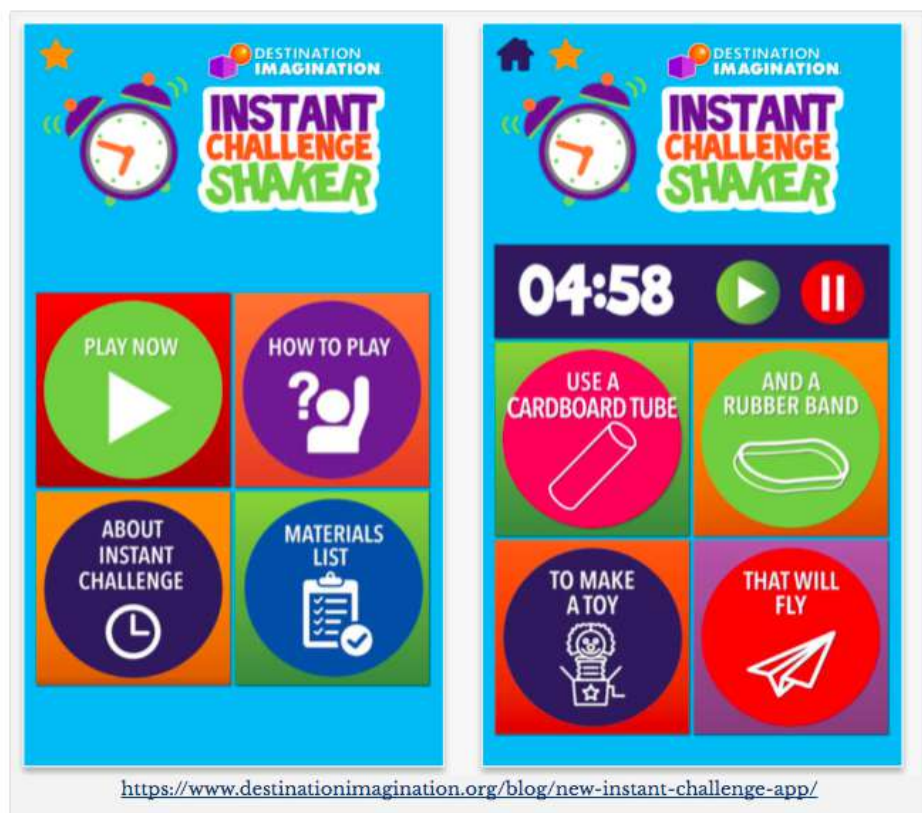 DESTINATION
IMAGINATION
INSTANT
CHALLENGE
SHAKER
PLAY NOW
HOW TO PLAY
?
ABOUT
INSTANT
CHALLENGE
MATERIALS
LIST
DESTINATION
IMAGINATION
INSTANT
CHALLENGE
SHAKER
04:58
USE A
CARDBOARD TUBE
AND A
RUBBER BAND
TO MAKE
A TOY
THAT WILL
FLY
https://www.destinationimagination.org/blog/new-instant-challenge-app/